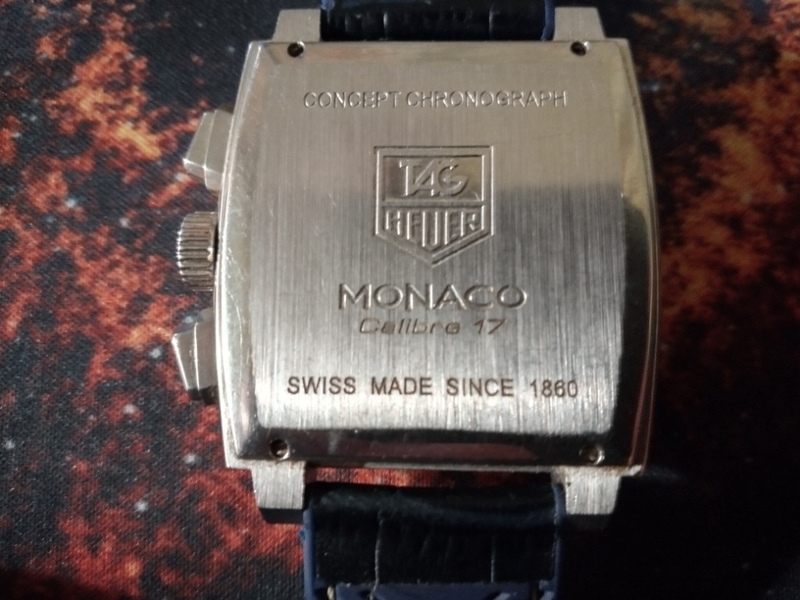 CONCEPT CHRONOGRAPH
TAG
HEUER
MONACO
Calibre 17
SWISS MADE SINCE 1860